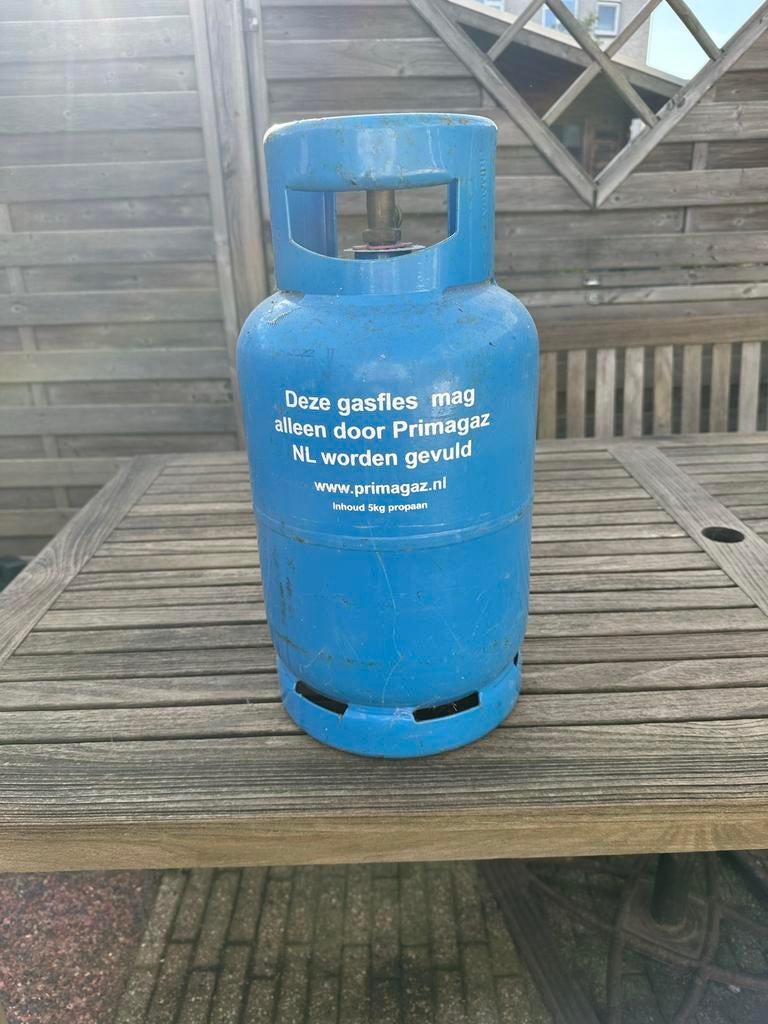 Deze gasfles mag
alleen door Primagaz
NL worden gevuld
www.primagaz.nl
Inhoud 5kg propaan